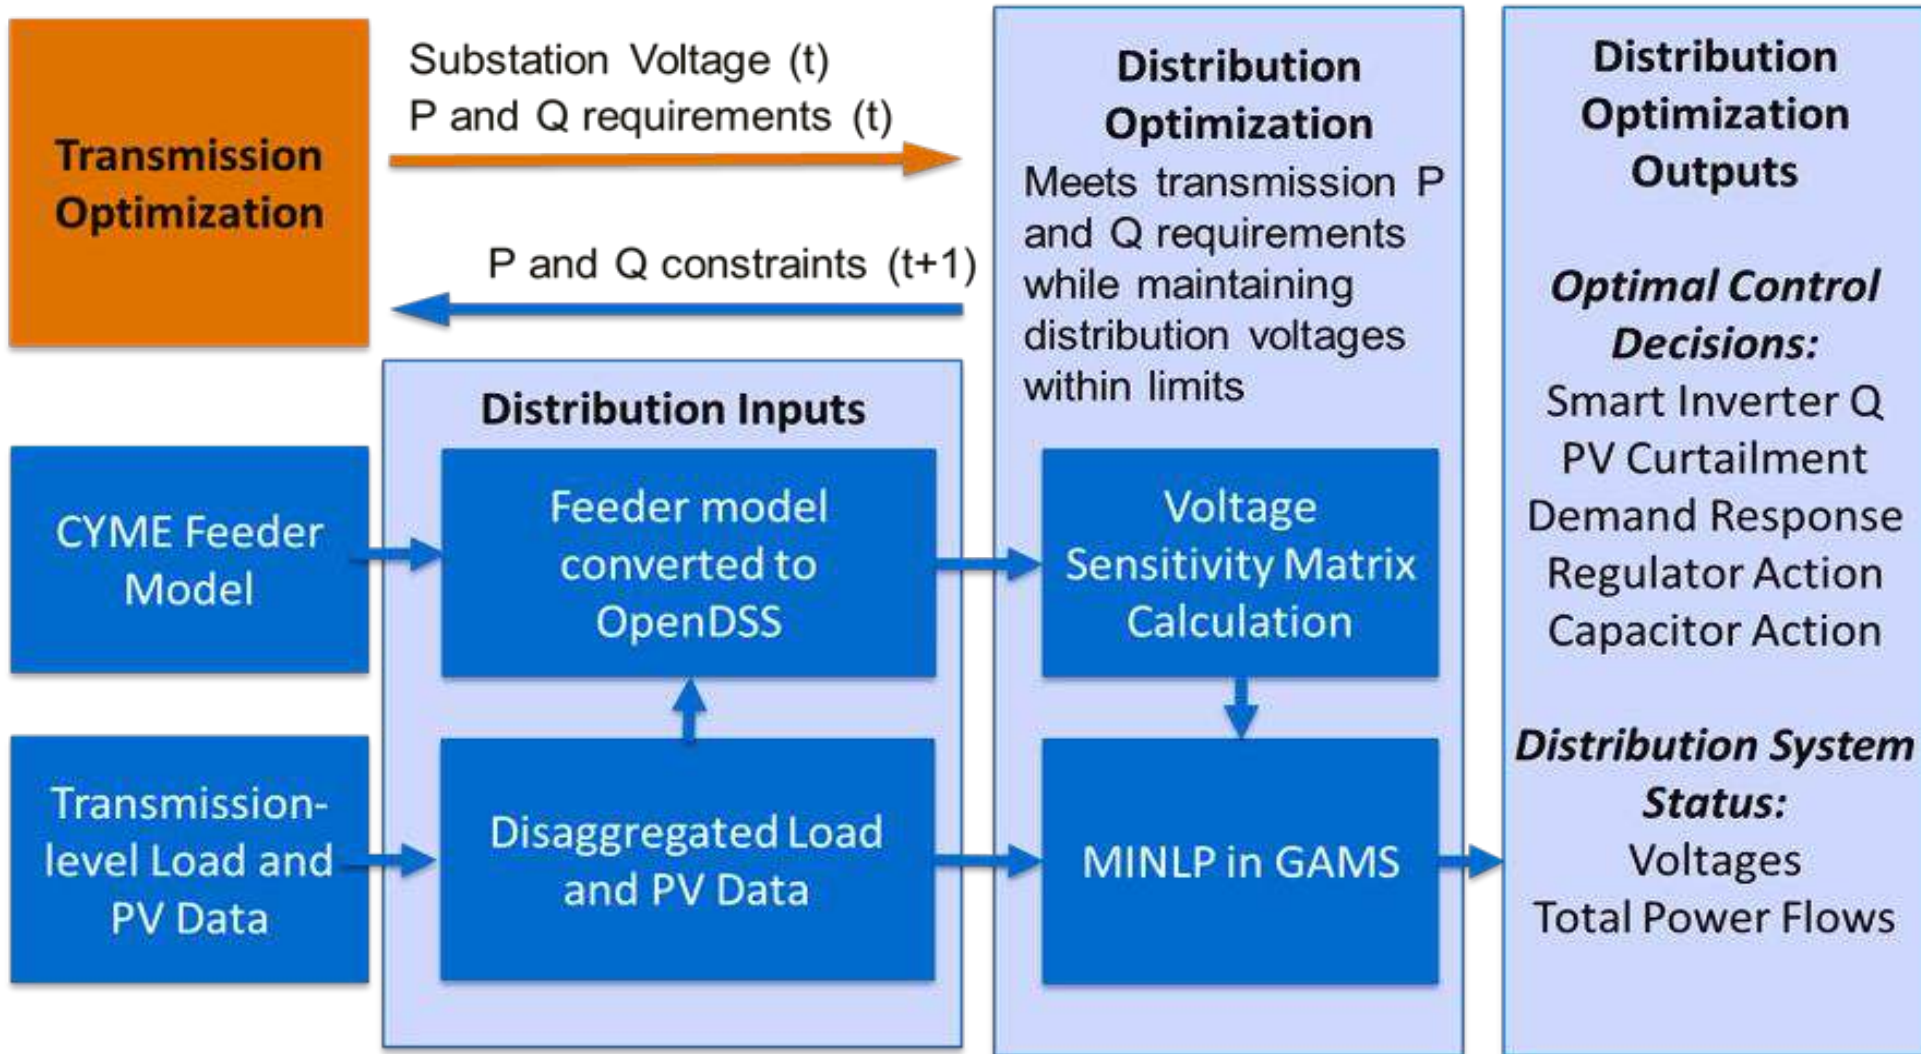 Transmission
Optimization
Substation Voltage (t)
P and Q requirements (t)
P and Q constraints (t+1)
Distribution Inputs
CYME Feeder
Model
Feeder model
converted to
OpenDSS
Transmission-
level Load and
PV Data
Disaggregated Load
and PV Data
Distribution
Optimization
Meets transmission P
and Q requirements
while maintaining
distribution voltages
within limits
Voltage
Sensitivity Matrix
Calculation
MINLP in GAMS
Distribution
Optimization
Outputs
Optimal Control
Decisions:
Smart Inverter Q
PV Curtailment
Demand Response
Regulator Action
Capacitor Action
Distribution System
Status:
Voltages
Total Power Flows